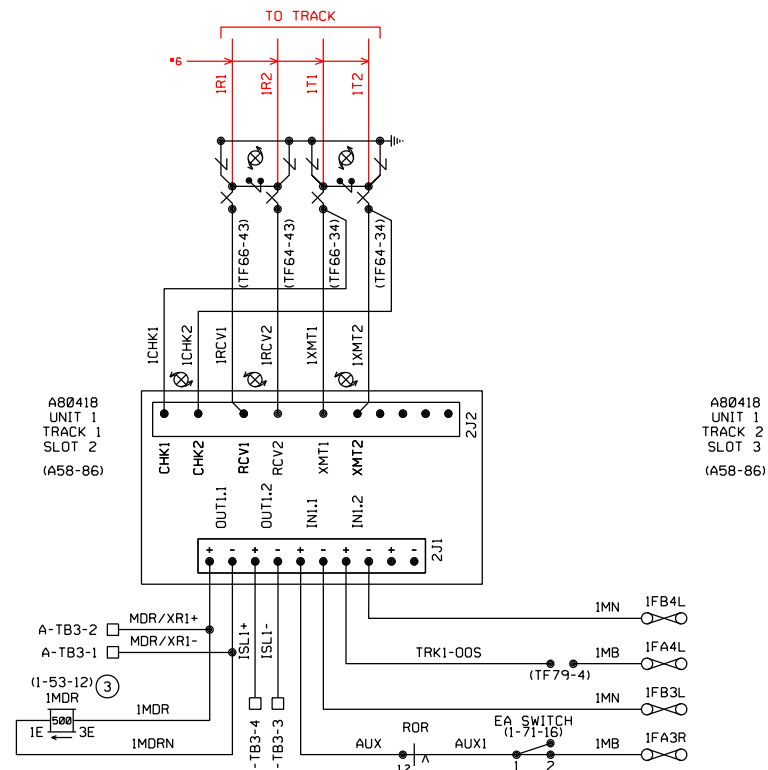 TO TRACK
*6
1R1
1R2
1T1
1T2
(TF66-43)
(TF64-43)
(TF66-34)
(TF64-34)
1CHK1
1CHK2
1RCV1
1RCV2
1XMT1
1XMT2
A80418
UNIT 1
TRACK 1
SLOT 2
(A58-86)
A80418
UNIT 1
TRACK 2
SLOT 3
(A58-86)
2J2
CHK1
CHK2
RCV1
RCV2
XMT1
XMT2
OUT1.1
OUT1.2
IN1.1
IN1.2
2J1
+ - + - + - + - + -
A-TB3-2
MDR/XR1+
A-TB3-1
MDR/XR1-
ISL1+
ISL1-
1MN
1FB4L
TRK1-OOS
(TF79-4)
1MB
1FA4L
(1-53-12)
3
1MDR
500
1E
3E
1MDR
1MDRN
-TB3-4
-TB3-3
1MN
1FB3L
AUX
ROR
12
AUX1
EA SWITCH
(1-71-16)
1
2
1MB
1FA3R